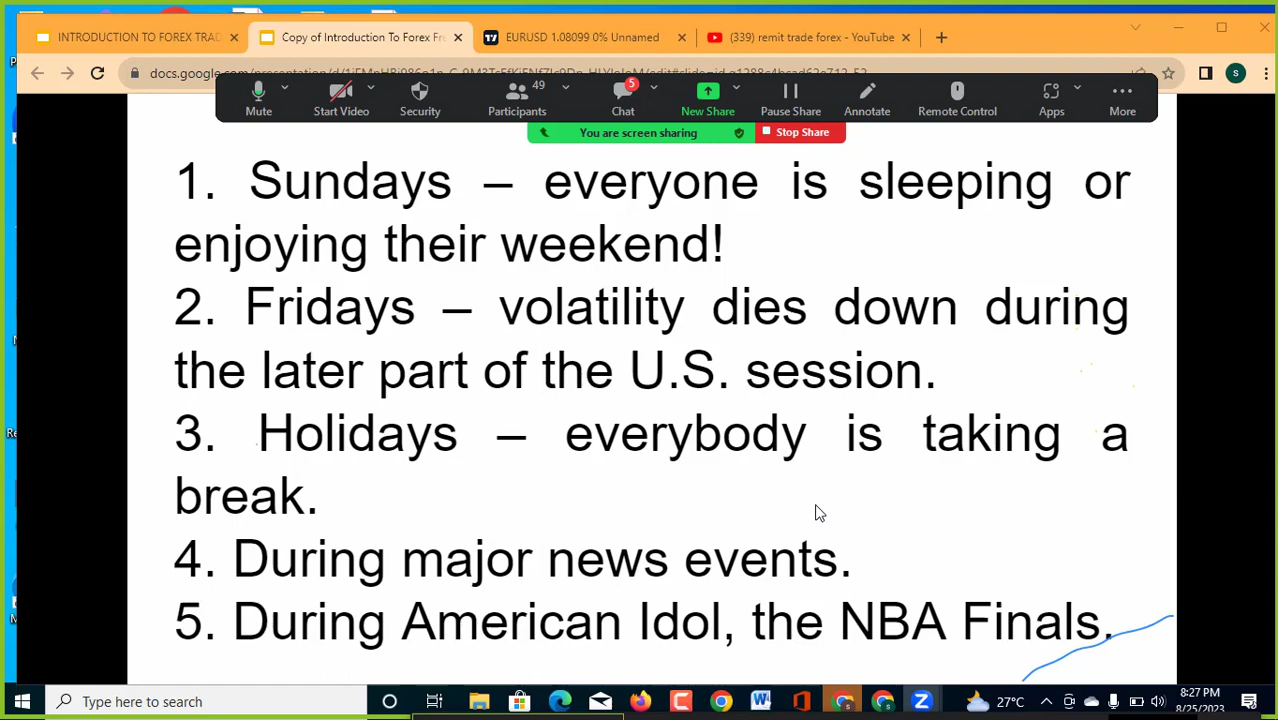 INTRODUCTION TO FOREX TRAD
Copy of Introduction To Forex Fr
EURUSD 1.08099 0% Unnamed
(339) remit trade forex - YouTube
S
Mute
Start Video
Security
49
Participants
5
Chat
New Share
Pause Share
Annotate
Remote Control
Apps
More
You are screen sharing
Stop Share
1. Sundays – everyone is sleeping or
enjoying their weekend!
2. Fridays – volatility dies down during
the later part of the U.S. session.
3. Holidays – everybody is taking a
break.
4. During major news events.
5. During American Idol, the NBA Finals.
Type here to search
27°C
8:27 PM
8/25/2023